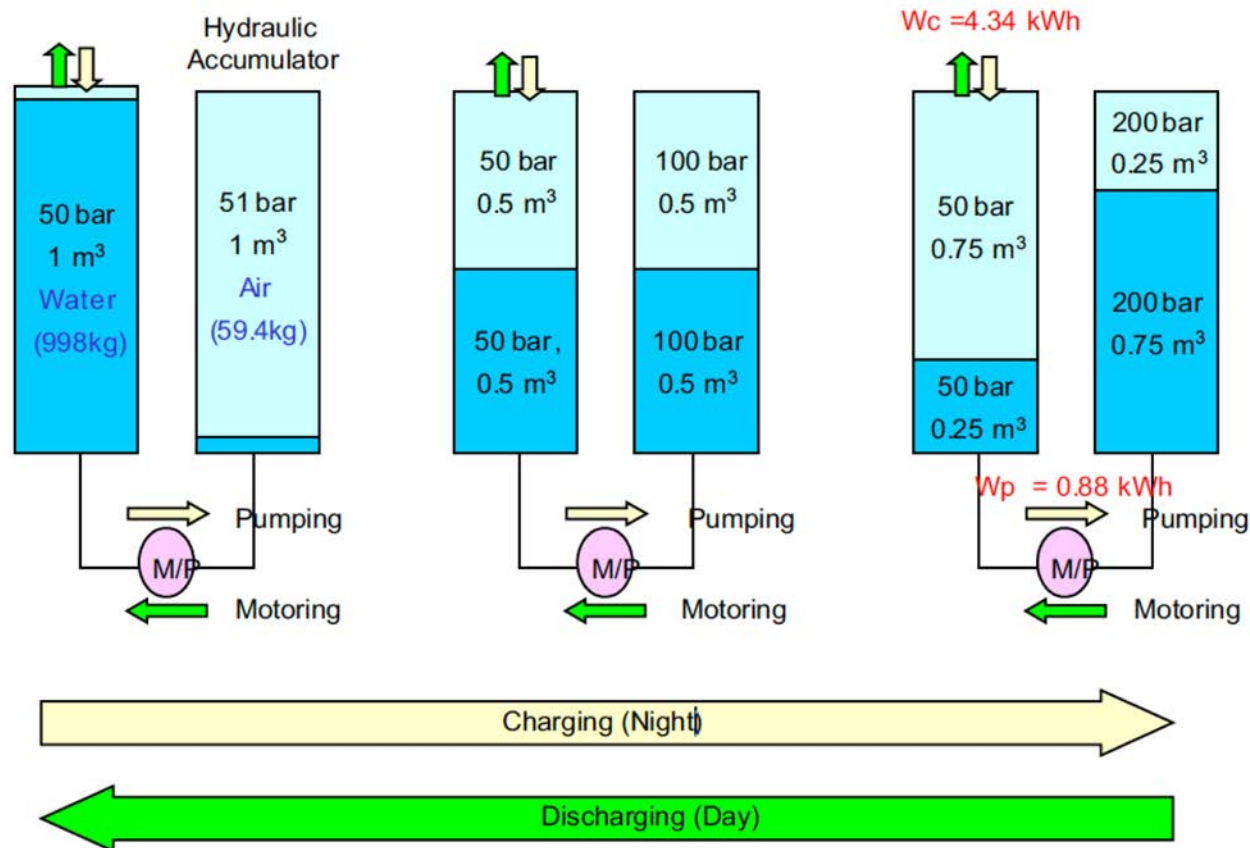 Hydraulic
Accumulator
50 bar
1 m³
Water
(998kg)
51 bar
1 m³
Air
(59.4kg)
M/P
Pumping
Motoring
50 bar
0.5 m³
50 bar,
0.5 m³
100 bar
0.5 m³
100 bar
0.5 m³
M/P
Pumping
Motoring
Wc =4.34 kWh
50 bar
0.75 m³
50 bar
0.25 m³
200 bar
0.25 m³
200 bar
0.75 m³
Wp = 0.88 kWh
M/P
Pumping
Motoring
Charging (Night)
Discharging (Day)